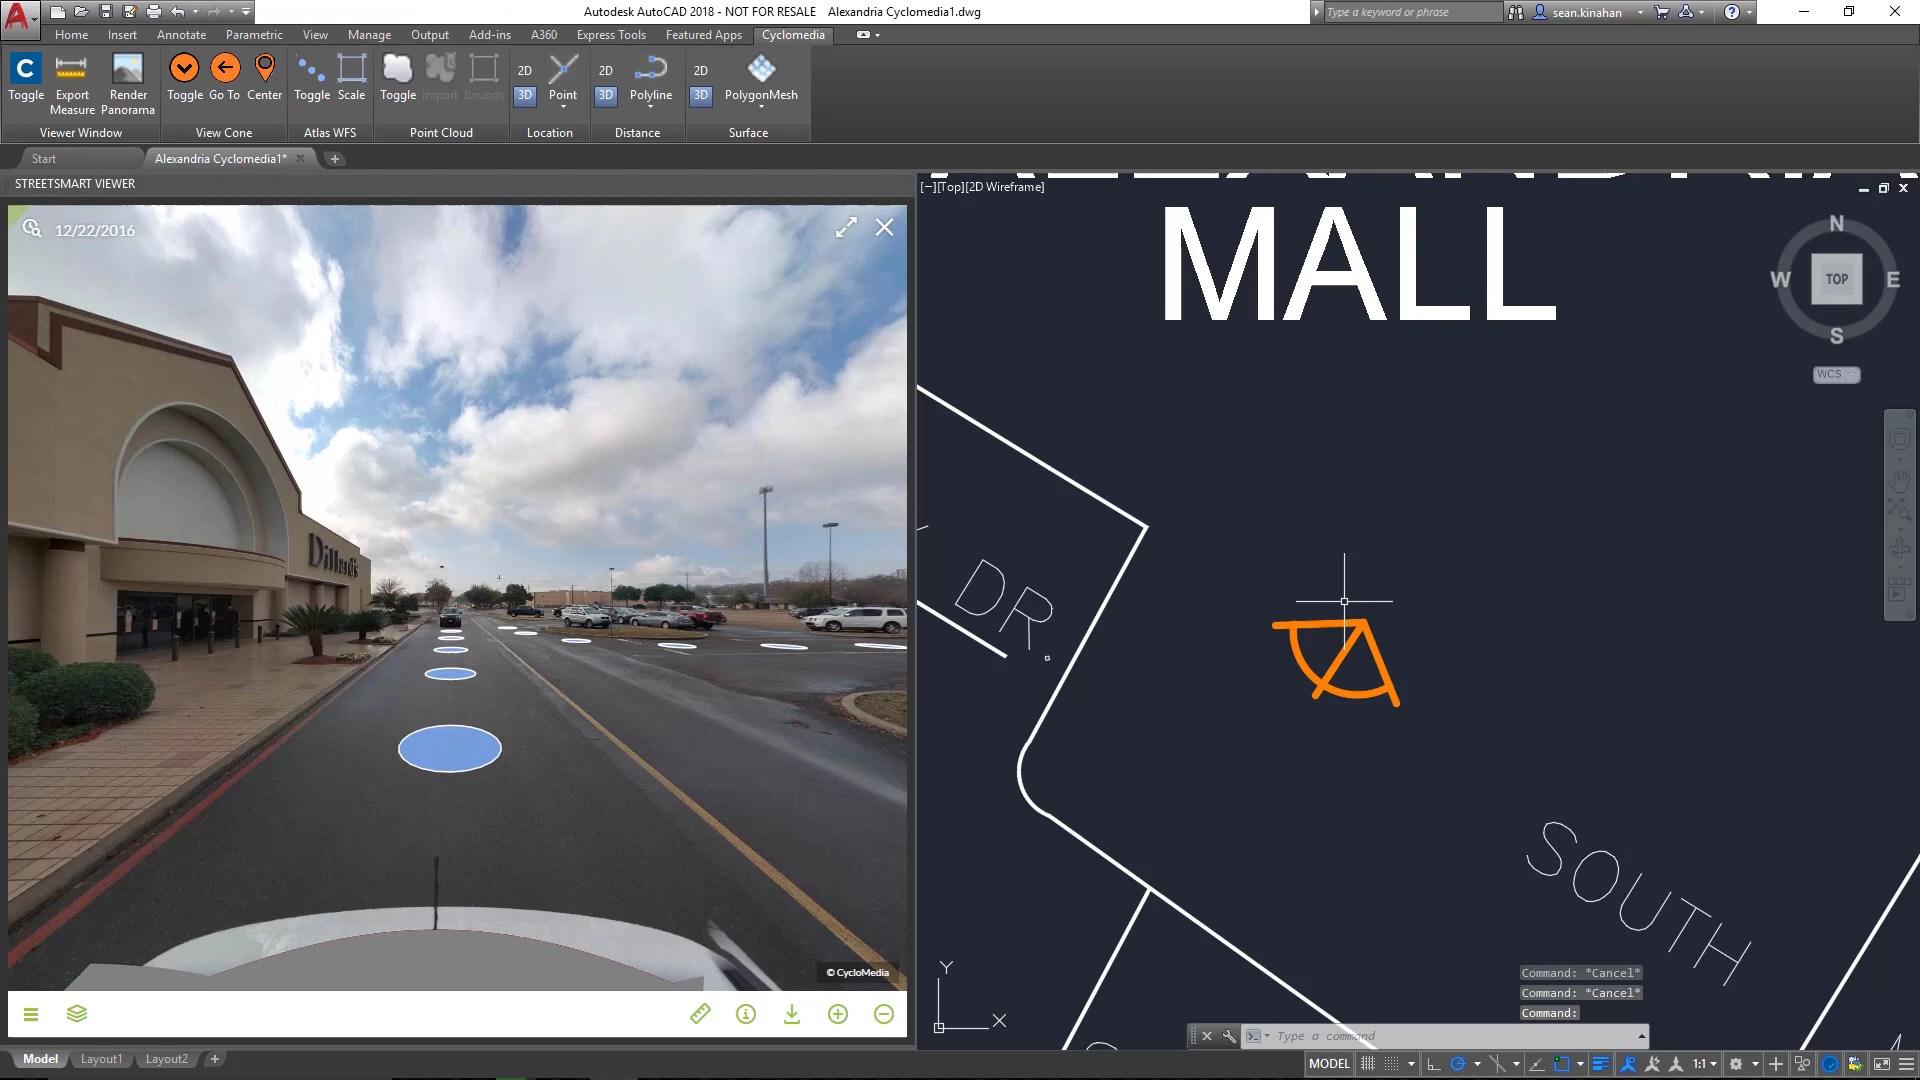 Autodesk AutoCAD 2018 - NOT FOR RESALE Alexandria Cyclomedia1.dwg
Type a keyword or phrase
sean.kinahan
Home Insert Annotate Parametric View Manage Output Add-ins A360 Express Tools Featured Apps Cyclomedia
C
2D 2D 2D
Toggle Export Measure Render Panorama Toggle Go To Center Toggle Scale Toggle Import Bounds 3D Point 3D Polyline 3D PolygonMesh
Viewer Window View Cone Atlas WFS Point Cloud Location Distance Surface
Start Alexandria Cyclomedia1*
STREETSMART VIEWER
12/22/2016
Dillard's
© CycloMedia
[−][Top][2D Wireframe]
MALL
N
W TOP E
S
WCS
DR.
SOUTH
Y
X
Command: *Cancel*
Command: *Cancel*
Command:
Type a command
Model Layout1 Layout2
MODEL 1:1